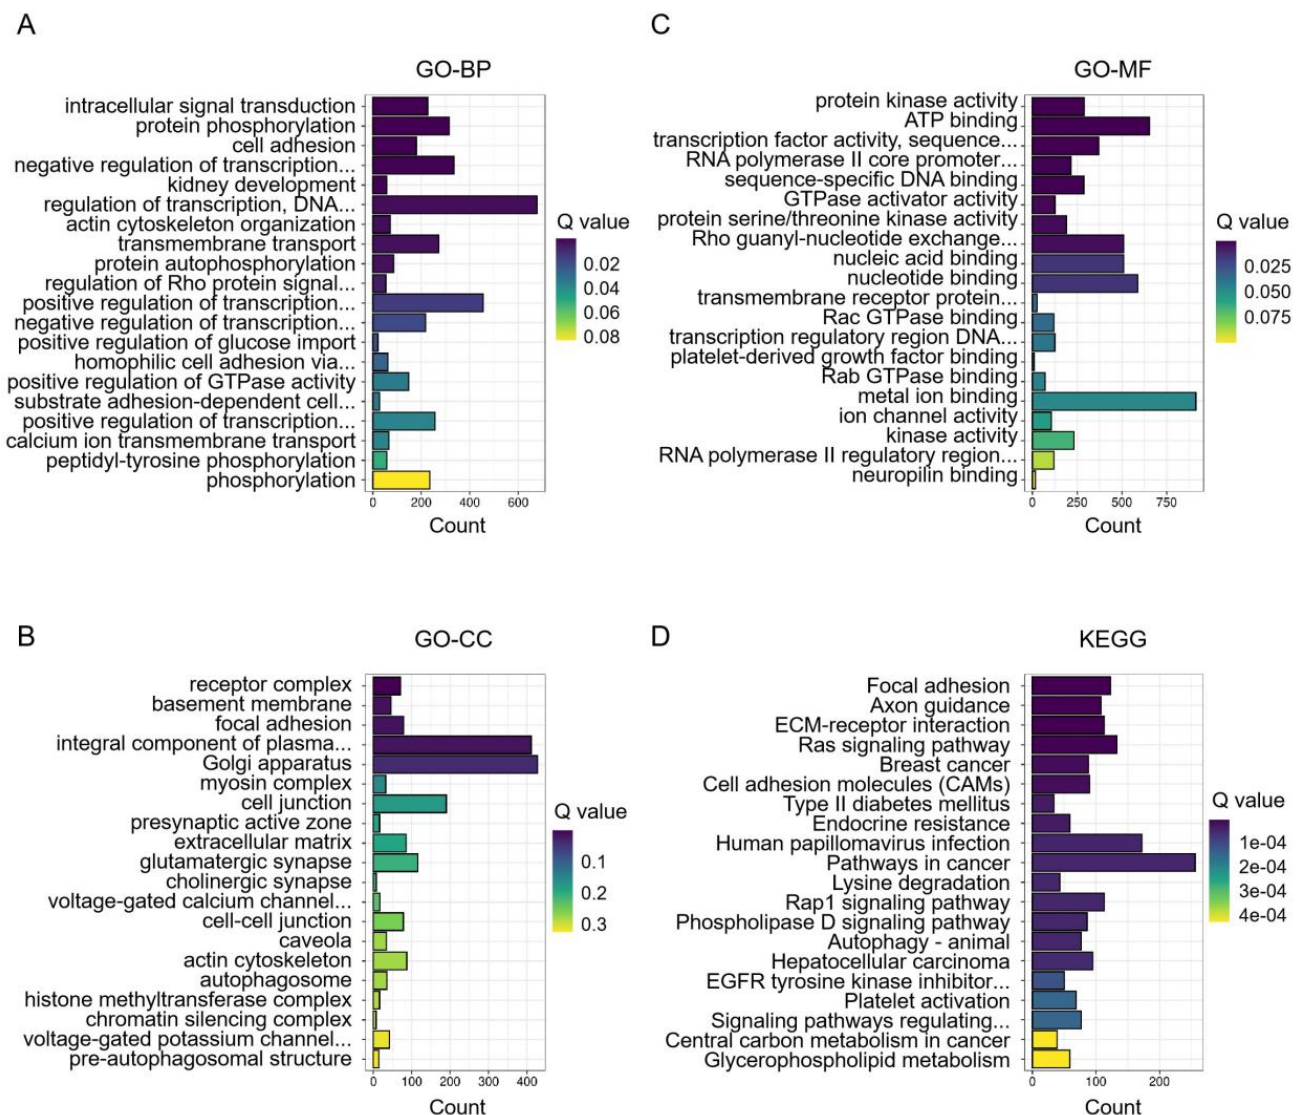 A
GO-BP
intracellular signal transduction
protein phosphorylation
cell adhesion
negative regulation of transcription...
kidney development
regulation of transcription, DNA...
actin cytoskeleton organization
transmembrane transport
protein autophosphorylation
regulation of Rho protein signal...
positive regulation of transcription...
negative regulation of transcription...
positive regulation of glucose import
homophilic cell adhesion via...
positive regulation of GTPase activity
substrate adhesion-dependent cell...
positive regulation of transcription...
calcium ion transmembrane transport
peptidyl-tyrosine phosphorylation
phosphorylation
0 200 400 600
Count
Q value
0.02
0.04
0.06
0.08
C
GO-MF
protein kinase activity
ATP binding
transcription factor activity, sequence...
RNA polymerase II core promoter...
sequence-specific DNA binding
GTPase activator activity
protein serine/threonine kinase activity
Rho guanyl-nucleotide exchange...
nucleic acid binding
nucleotide binding
transmembrane receptor protein...
Rac GTPase binding
transcription regulatory region DNA...
platelet-derived growth factor binding
Rab GTPase binding
metal ion binding
ion channel activity
kinase activity
RNA polymerase II regulatory region...
neuropilin binding
0 250 500 750
Count
Q value
0.025
0.050
0.075
B
GO-CC
receptor complex
basement membrane
focal adhesion
integral component of plasma...
Golgi apparatus
myosin complex
cell junction
presynaptic active zone
extracellular matrix
glutamatergic synapse
cholinergic synapse
voltage-gated calcium channel...
cell-cell junction
caveola
actin cytoskeleton
autophagosome
histone methyltransferase complex
chromatin silencing complex
voltage-gated potassium channel...
pre-autophagosomal structure
0 100 200 300 400
Count
Q value
0.1
0.2
0.3
D
KEGG
Focal adhesion
Axon guidance
ECM-receptor interaction
Ras signaling pathway
Breast cancer
Cell adhesion molecules (CAMs)
Type II diabetes mellitus
Endocrine resistance
Human papillomavirus infection
Pathways in cancer
Lysine degradation
Rap1 signaling pathway
Phospholipase D signaling pathway
Autophagy - animal
Hepatocellular carcinoma
EGFR tyrosine kinase inhibitor...
Platelet activation
Signaling pathways regulating...
Central carbon metabolism in cancer
Glycerophospholipid metabolism
0 100 200
Count
Q value
1e-04
2e-04
3e-04
4e-04